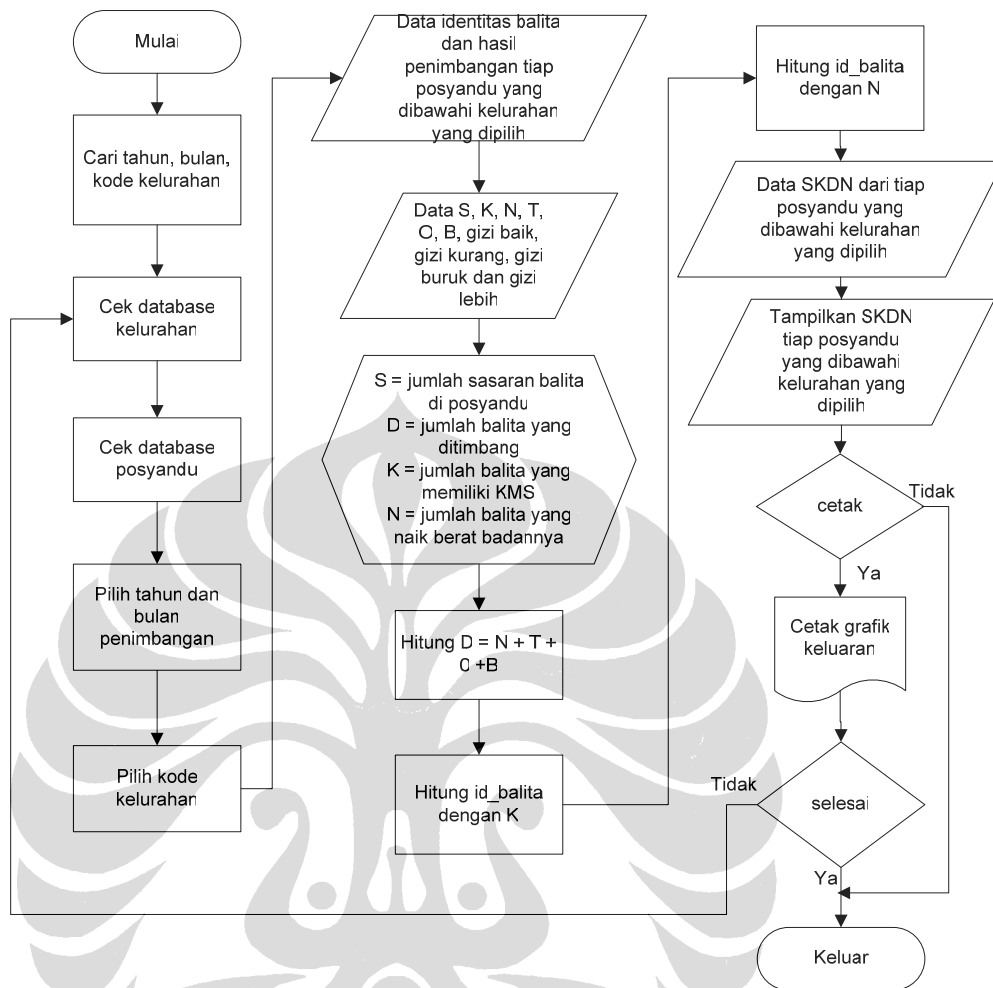 Mulai
Cari tahun, bulan,
kode kelurahan
Cek database
kelurahan
Cek database
posyandu
Pilih tahun dan
bulan
penimbangan
Pilih kode
kelurahan
Data identitas balita
dan hasil
penimbangan tiap
posyandu yang
dibawahi kelurahan
yang dipilih
Data S, K, N, T,
O, B, gizi baik,
gizi kurang, gizi
buruk dan gizi
lebih
S = jumlah sasaran balita
di posyandu
D = jumlah balita yang
ditimbang
K = jumlah balita yang
memiliki KMS
N = jumlah balita yang
naik berat badannya
Hitung D = N + T +
0 +B
Hitung id_balita
dengan K
Hitung id_balita
dengan N
Data SKDN dari tiap
posyandu yang
dibawahi kelurahan
yang dipilih
Tampilkan SKDN
tiap posyandu
yang dibawahi
kelurahan yang
dipilih
cetak
Tidak
Ya
Cetak grafik
keluaran
selesai
Tidak
Ya
Keluar